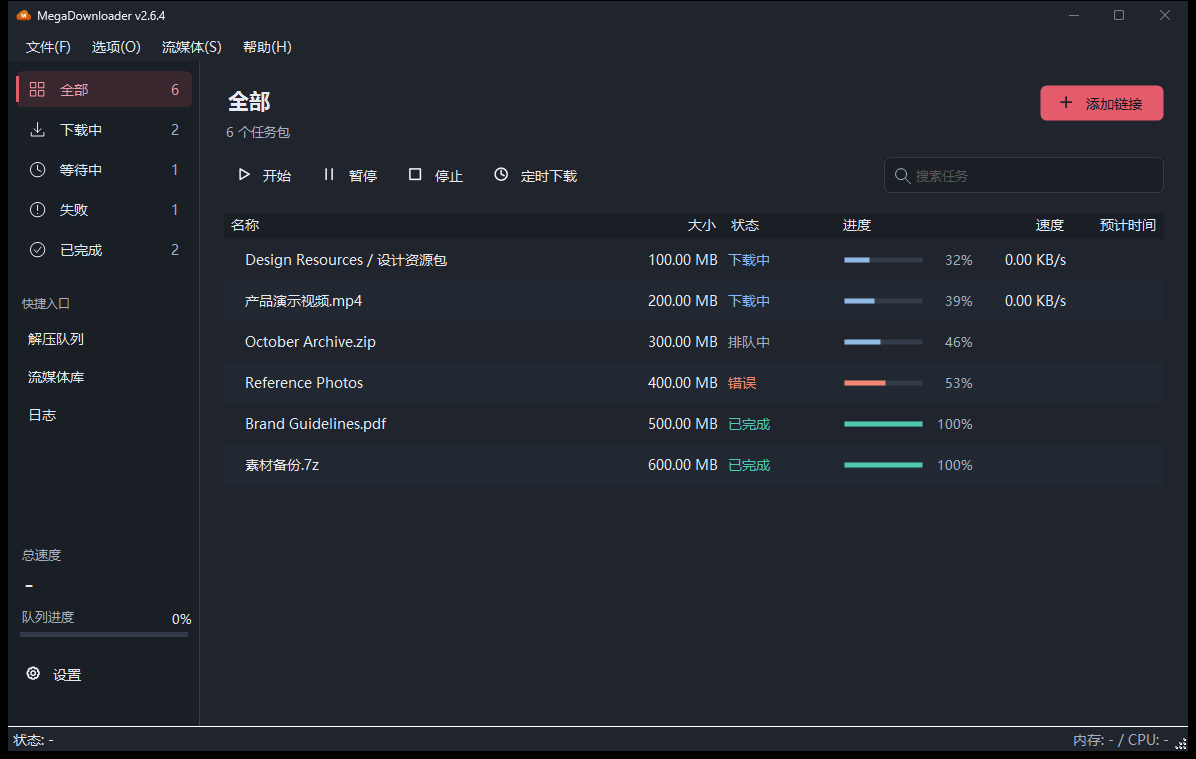 MegaDownloader v2.6.4
文件(F) 选项(O) 流媒体(S) 帮助(H)
全部 6
下载中 2
等待中 1
失败 1
已完成 2
快捷入口
解压队列
流媒体库
日志
总速度
-
队列进度 0%
设置
全部
6 个任务包
添加链接
开始 暂停 停止 定时下载
搜索任务
名称 大小 状态 进度 速度 预计时间
Design Resources / 设计资源包 100.00 MB 下载中 32% 0.00 KB/s
产品演示视频.mp4 200.00 MB 下载中 39% 0.00 KB/s
October Archive.zip 300.00 MB 排队中 46%
Reference Photos 400.00 MB 错误 53%
Brand Guidelines.pdf 500.00 MB 已完成 100%
素材备份.7z 600.00 MB 已完成 100%
状态: - 内存: - / CPU: -